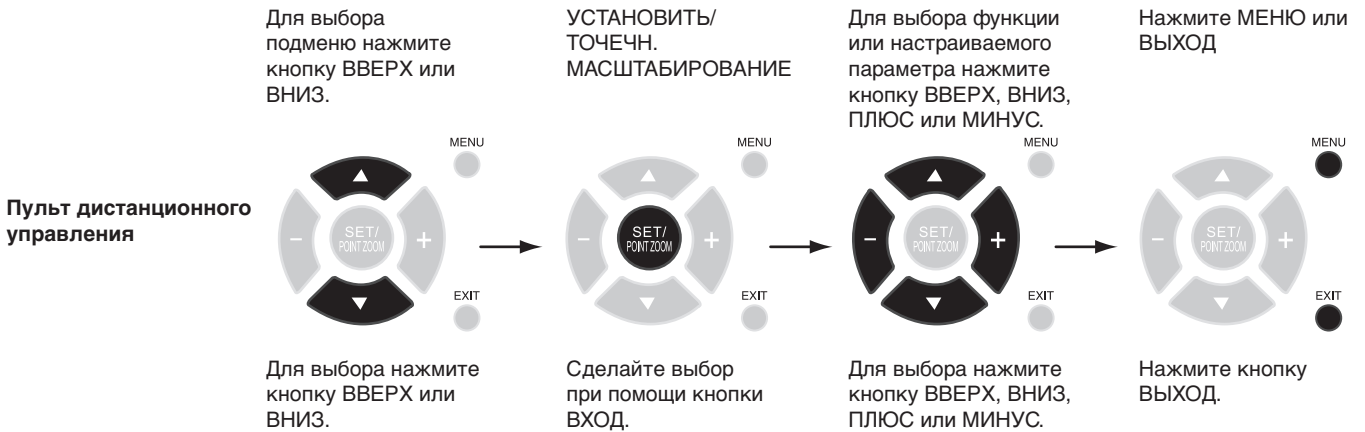 Для выбора
подменю нажмите
кнопку ВВЕРХ или
ВНИЗ.
УСТАНОВИТЬ/
ТОЧЕЧН.
МАСШТАБИРОВАНИЕ
Для выбора функции
или настраиваемого
параметра нажмите
кнопку ВВЕРХ, ВНИЗ,
ПЛЮС или МИНУС.
Нажмите МЕНЮ или
ВЫХОД
Пульт дистанционного
управления
MENU
SET/
POINT ZOOM
EXIT
MENU
SET/
POINT ZOOM
EXIT
MENU
SET/
POINT ZOOM
EXIT
MENU
SET/
POINT ZOOM
EXIT
Для выбора нажмите
кнопку ВВЕРХ или
ВНИЗ.
Сделайте выбор
при помощи кнопки
ВХОД.
Для выбора нажмите
кнопку ВВЕРХ, ВНИЗ,
ПЛЮС или МИНУС.
Нажмите кнопку
ВЫХОД.